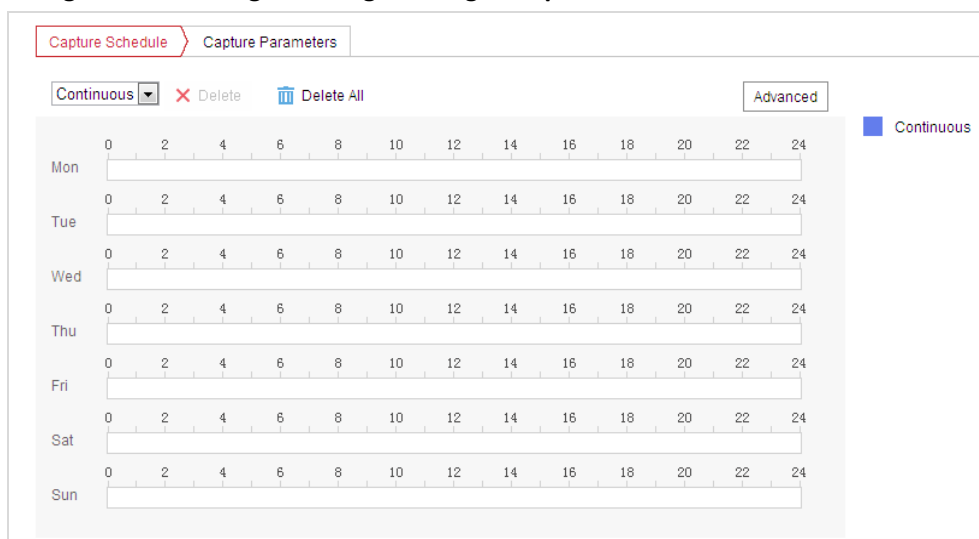 Capture Schedule Capture Parameters
Continuous Delete Delete All Advanced
Continuous
0 2 4 6 8 10 12 14 16 18 20 22 24
Mon
0 2 4 6 8 10 12 14 16 18 20 22 24
Tue
0 2 4 6 8 10 12 14 16 18 20 22 24
Wed
0 2 4 6 8 10 12 14 16 18 20 22 24
Thu
0 2 4 6 8 10 12 14 16 18 20 22 24
Fri
0 2 4 6 8 10 12 14 16 18 20 22 24
Sat
0 2 4 6 8 10 12 14 16 18 20 22 24
Sun